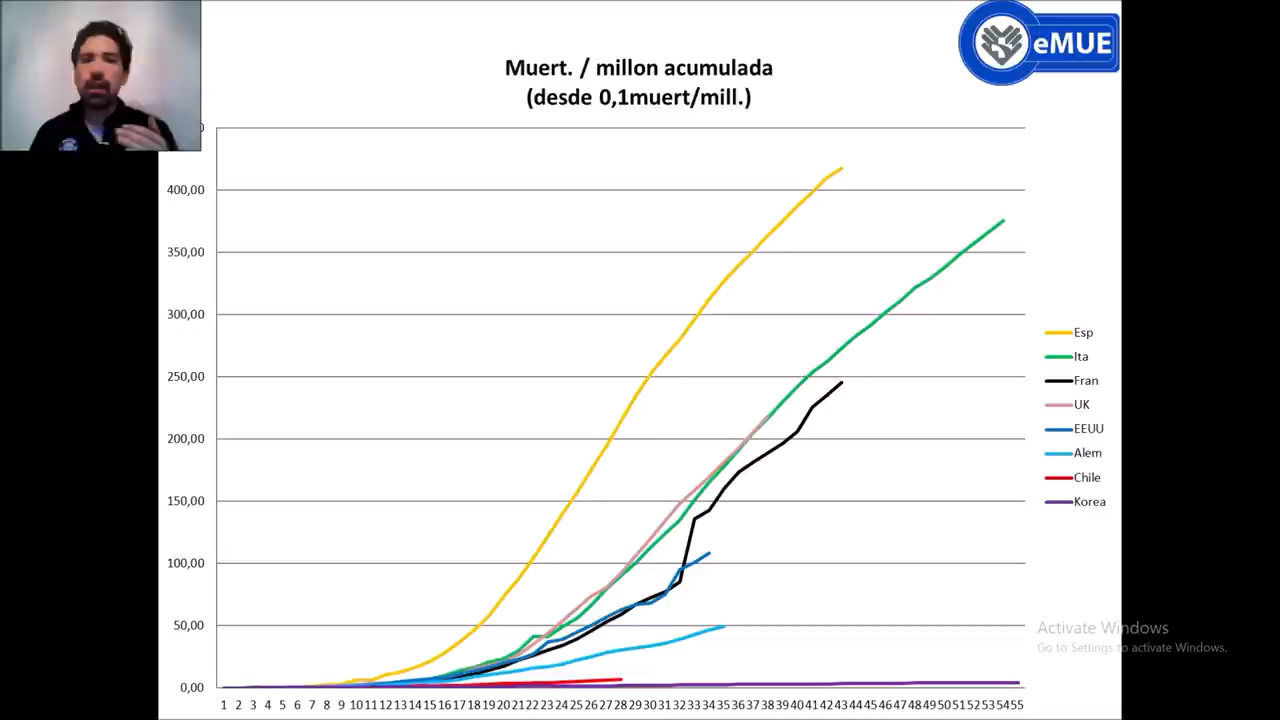 eMUE
Muert. / millon acumulada
(desde 0,1muert/mill.)
400,00
350,00
300,00
250,00
200,00
150,00
100,00
50,00
0,00
1 2 3 4 5 6 7 8 9 10 11 12 13 14 15 16 17 18 19 20 21 22 23 24 25 26 27 28 29 30 31 32 33 34 35 36 37 38 39 40 41 42 43 44 45 46 47 48 49 50 51 52 53 54 55
Esp
Ita
Fran
UK
EEUU
Alem
Chile
Korea
Activate Windows
Go to Settings to activate Windows.